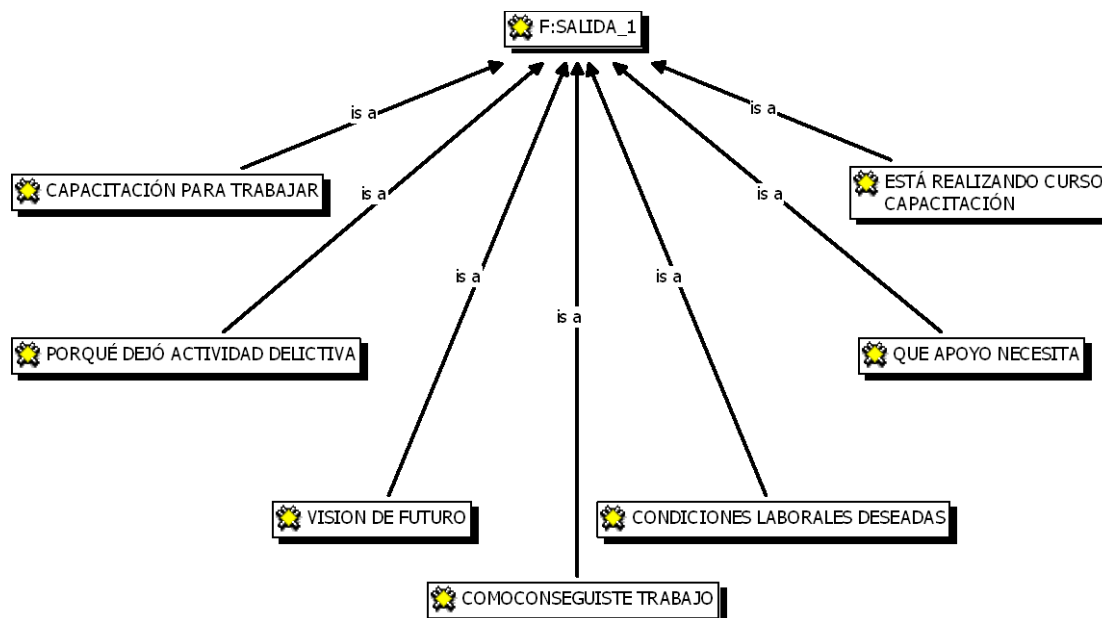 F:SALIDA_1
is a
is a
is a
is a
is a
is a
is a
CAPACITACIÓN PARA TRABAJAR
ESTÁ REALIZANDO CURSO
CAPACITACIÓN
PORQUÉ DEJÓ ACTIVIDAD DELICTIVA
QUE APOYO NECESITA
VISION DE FUTURO
CONDICIONES LABORALES DESEADAS
COMOCONSEGUISTE TRABAJO